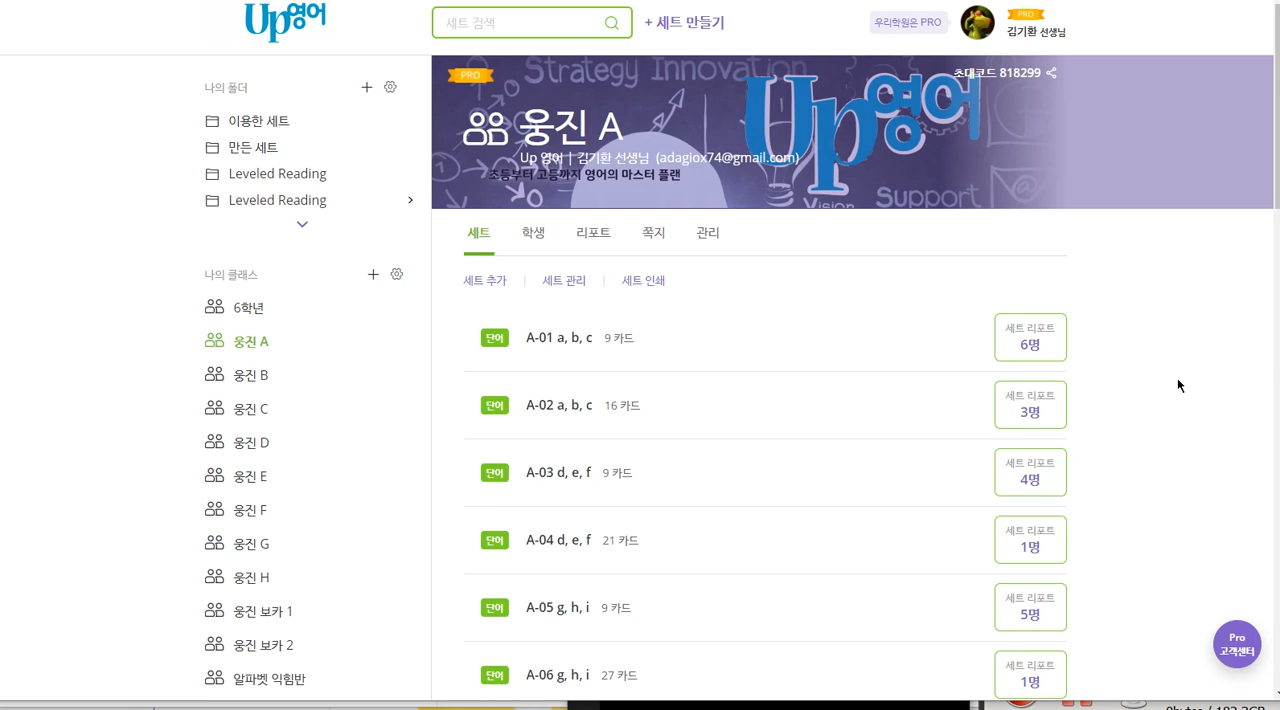 Up영어
세트 검색
+ 세트 만들기
우리학원은 PRO
PRO
김기환 선생님
나의 폴더
이용한 세트
만든 세트
Leveled Reading
Leveled Reading
나의 클래스
6학년
웅진 A
웅진 B
웅진 C
웅진 D
웅진 E
웅진 F
웅진 G
웅진 H
웅진 보카 1
웅진 보카 2
알파벳 익힘반
PRO
Strategy Innovation
초대코드 818299
웅진 A
Up영어
Up 영어 | 김기환 선생님 (adagiox74@gmail.com)
초등부터 고등까지 영어의 마스터 플랜
Vision
Support
세트 학생 리포트 쪽지 관리
세트 추가 | 세트 관리 | 세트 인쇄
단어 A-01 a, b, c 9 카드 세트 리포트 6명
단어 A-02 a, b, c 16 카드 세트 리포트 3명
단어 A-03 d, e, f 9 카드 세트 리포트 4명
단어 A-04 d, e, f 21 카드 세트 리포트 1명
단어 A-05 g, h, i 9 카드 세트 리포트 5명
단어 A-06 g, h, i 27 카드 세트 리포트 1명
Pro
고객센터